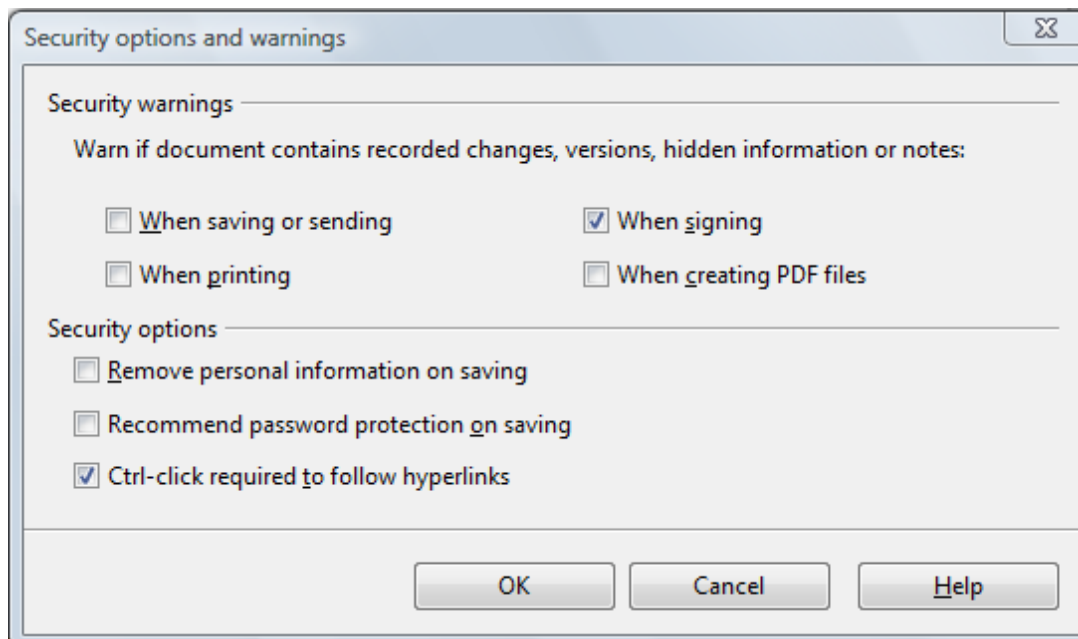 Security options and warnings
Security warnings
Warn if document contains recorded changes, versions, hidden information or notes:
When saving or sending
When signing
When printing
When creating PDF files
Security options
Remove personal information on saving
Recommend password protection on saving
Ctrl-click required to follow hyperlinks
OK
Cancel
Help